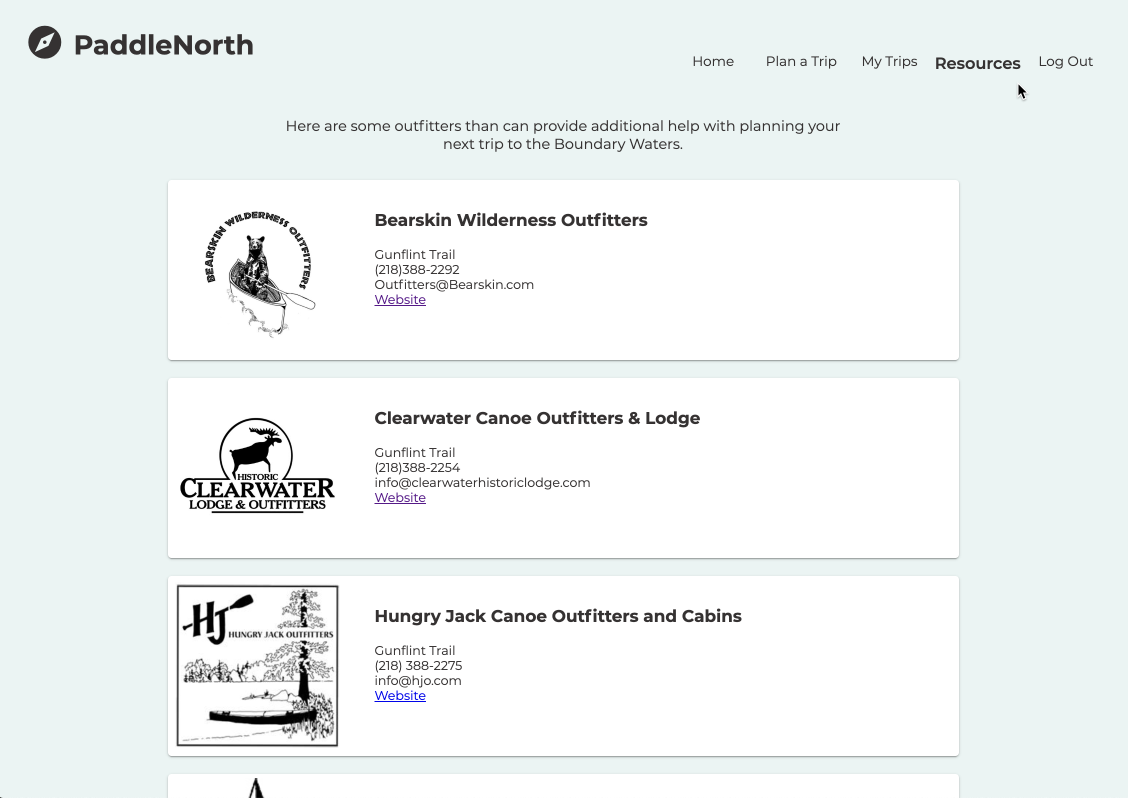 PaddleNorth
Home Plan a Trip My Trips Resources Log Out
Here are some outfitters than can provide additional help with planning your
next trip to the Boundary Waters.
BEARSKIN WILDERNESS OUTFITTERS
Bearskin Wilderness Outfitters
Gunflint Trail
(218)388-2292
Outfitters@Bearskin.com
Website
HISTORIC
CLEARWATER
LODGE & OUTFITTERS
Clearwater Canoe Outfitters & Lodge
Gunflint Trail
(218)388-2254
info@clearwaterhistoriclodge.com
Website
HJ
HUNGRY JACK OUTFITTERS
Hungry Jack Canoe Outfitters and Cabins
Gunflint Trail
(218) 388-2275
info@hjo.com
Website